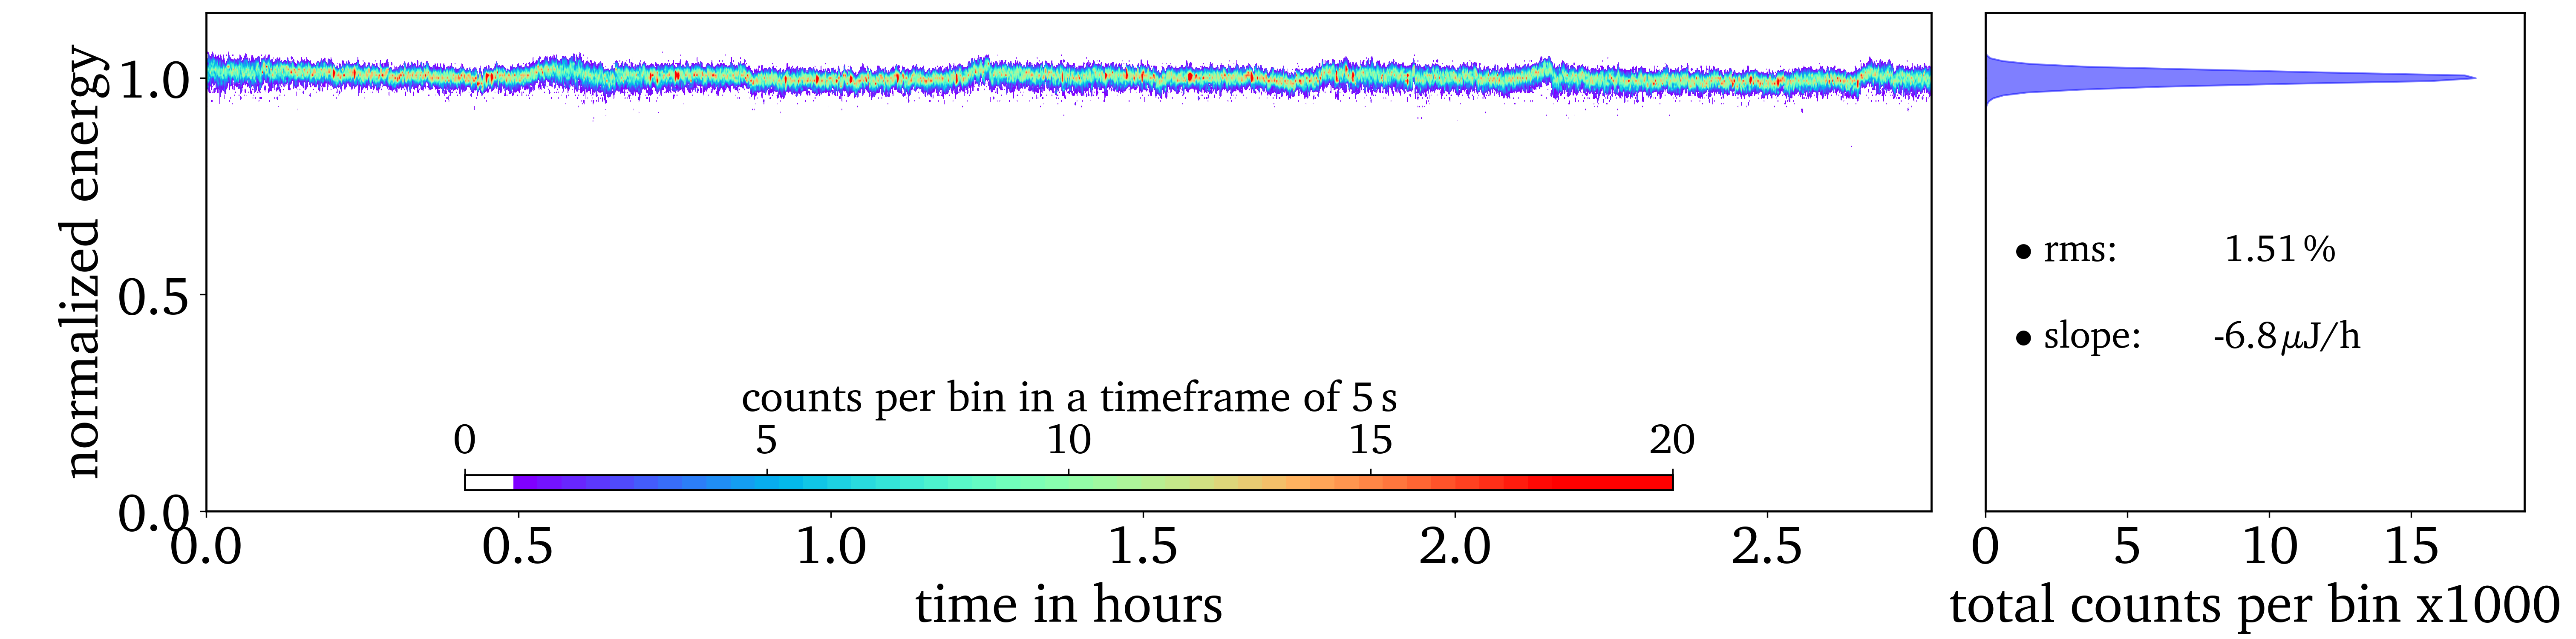 normalized energy
1.0
0.5
0.0
counts per bin in a timeframe of 5 s
0 5 10 15 20
0.0 0.5 1.0 1.5 2.0 2.5
time in hours
• rms: 1.51 %
• slope: -6.8 μJ/h
0 5 10 15
total counts per bin x1000